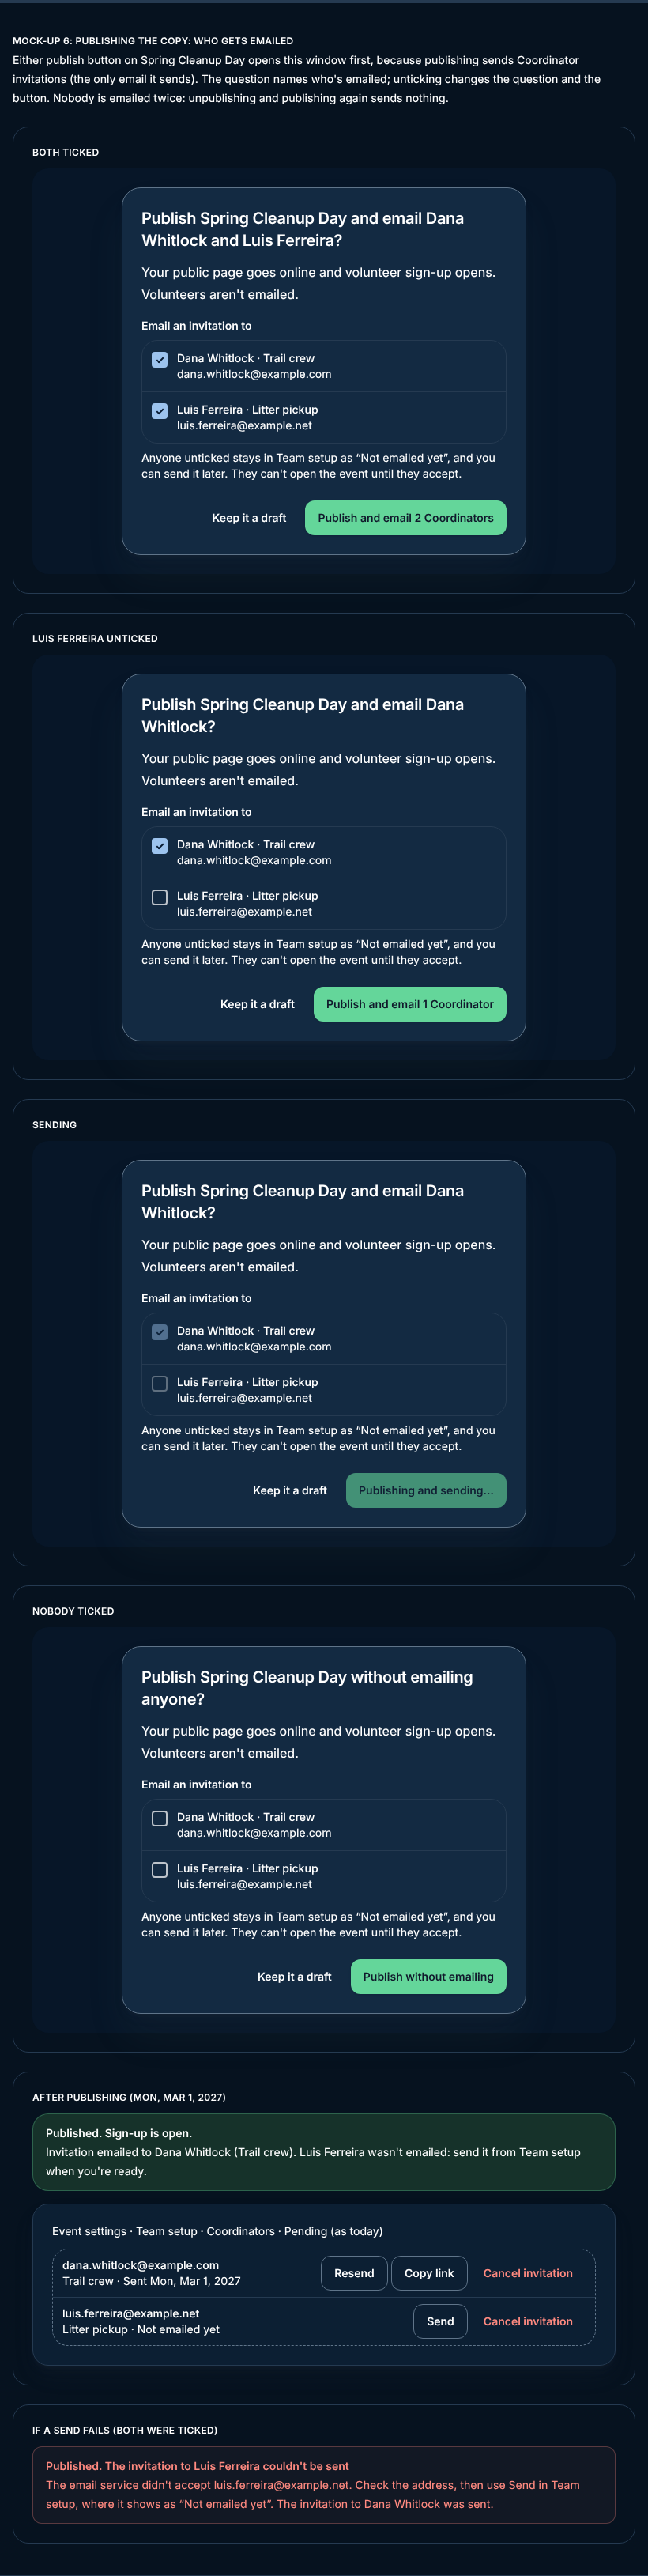 MOCK-UP 6: PUBLISHING THE COPY: WHO GETS EMAILED
Either publish button on Spring Cleanup Day opens this window first, because publishing sends Coordinator
invitations (the only email it sends). The question names who's emailed; unticking changes the question and the
button. Nobody is emailed twice: unpublishing and publishing again sends nothing.
BOTH TICKED
Publish Spring Cleanup Day and email Dana
Whitlock and Luis Ferreira?
Your public page goes online and volunteer sign-up opens.
Volunteers aren't emailed.
Email an invitation to
Dana Whitlock · Trail crew
dana.whitlock@example.com
Luis Ferreira · Litter pickup
luis.ferreira@example.net
Anyone unticked stays in Team setup as “Not emailed yet”, and you
can send it later. They can't open the event until they accept.
Keep it a draft
Publish and email 2 Coordinators
LUIS FERREIRA UNTICKED
Publish Spring Cleanup Day and email Dana
Whitlock?
Your public page goes online and volunteer sign-up opens.
Volunteers aren't emailed.
Email an invitation to
Dana Whitlock · Trail crew
dana.whitlock@example.com
Luis Ferreira · Litter pickup
luis.ferreira@example.net
Anyone unticked stays in Team setup as “Not emailed yet”, and you
can send it later. They can't open the event until they accept.
Keep it a draft
Publish and email 1 Coordinator
SENDING
Publish Spring Cleanup Day and email Dana
Whitlock?
Your public page goes online and volunteer sign-up opens.
Volunteers aren't emailed.
Email an invitation to
Dana Whitlock · Trail crew
dana.whitlock@example.com
Luis Ferreira · Litter pickup
luis.ferreira@example.net
Anyone unticked stays in Team setup as “Not emailed yet”, and you
can send it later. They can't open the event until they accept.
Keep it a draft
Publishing and sending…
NOBODY TICKED
Publish Spring Cleanup Day without emailing
anyone?
Your public page goes online and volunteer sign-up opens.
Volunteers aren't emailed.
Email an invitation to
Dana Whitlock · Trail crew
dana.whitlock@example.com
Luis Ferreira · Litter pickup
luis.ferreira@example.net
Anyone unticked stays in Team setup as “Not emailed yet”, and you
can send it later. They can't open the event until they accept.
Keep it a draft
Publish without emailing
AFTER PUBLISHING (MON, MAR 1, 2027)
Published. Sign-up is open.
Invitation emailed to Dana Whitlock (Trail crew). Luis Ferreira wasn't emailed: send it from Team setup
when you're ready.
Event settings · Team setup · Coordinators · Pending (as today)
dana.whitlock@example.com
Trail crew · Sent Mon, Mar 1, 2027
Resend
Copy link
Cancel invitation
luis.ferreira@example.net
Litter pickup · Not emailed yet
Send
Cancel invitation
IF A SEND FAILS (BOTH WERE TICKED)
Published. The invitation to Luis Ferreira couldn't be sent
The email service didn't accept luis.ferreira@example.net. Check the address, then use Send in Team
setup, where it shows as “Not emailed yet”. The invitation to Dana Whitlock was sent.